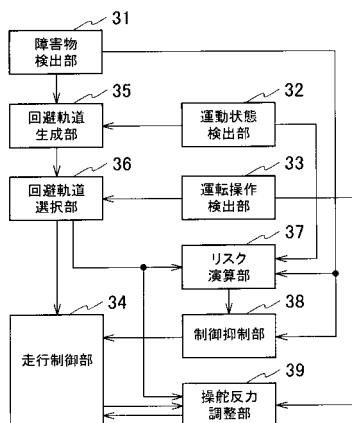 31
障害物
検出部
35
回避軌道
生成部
32
運動状態
検出部
36
回避軌道
選択部
33
運転操作
検出部
37
リスク
演算部
34
走行制御部
38
制御抑制部
39
操舵反力
調整部